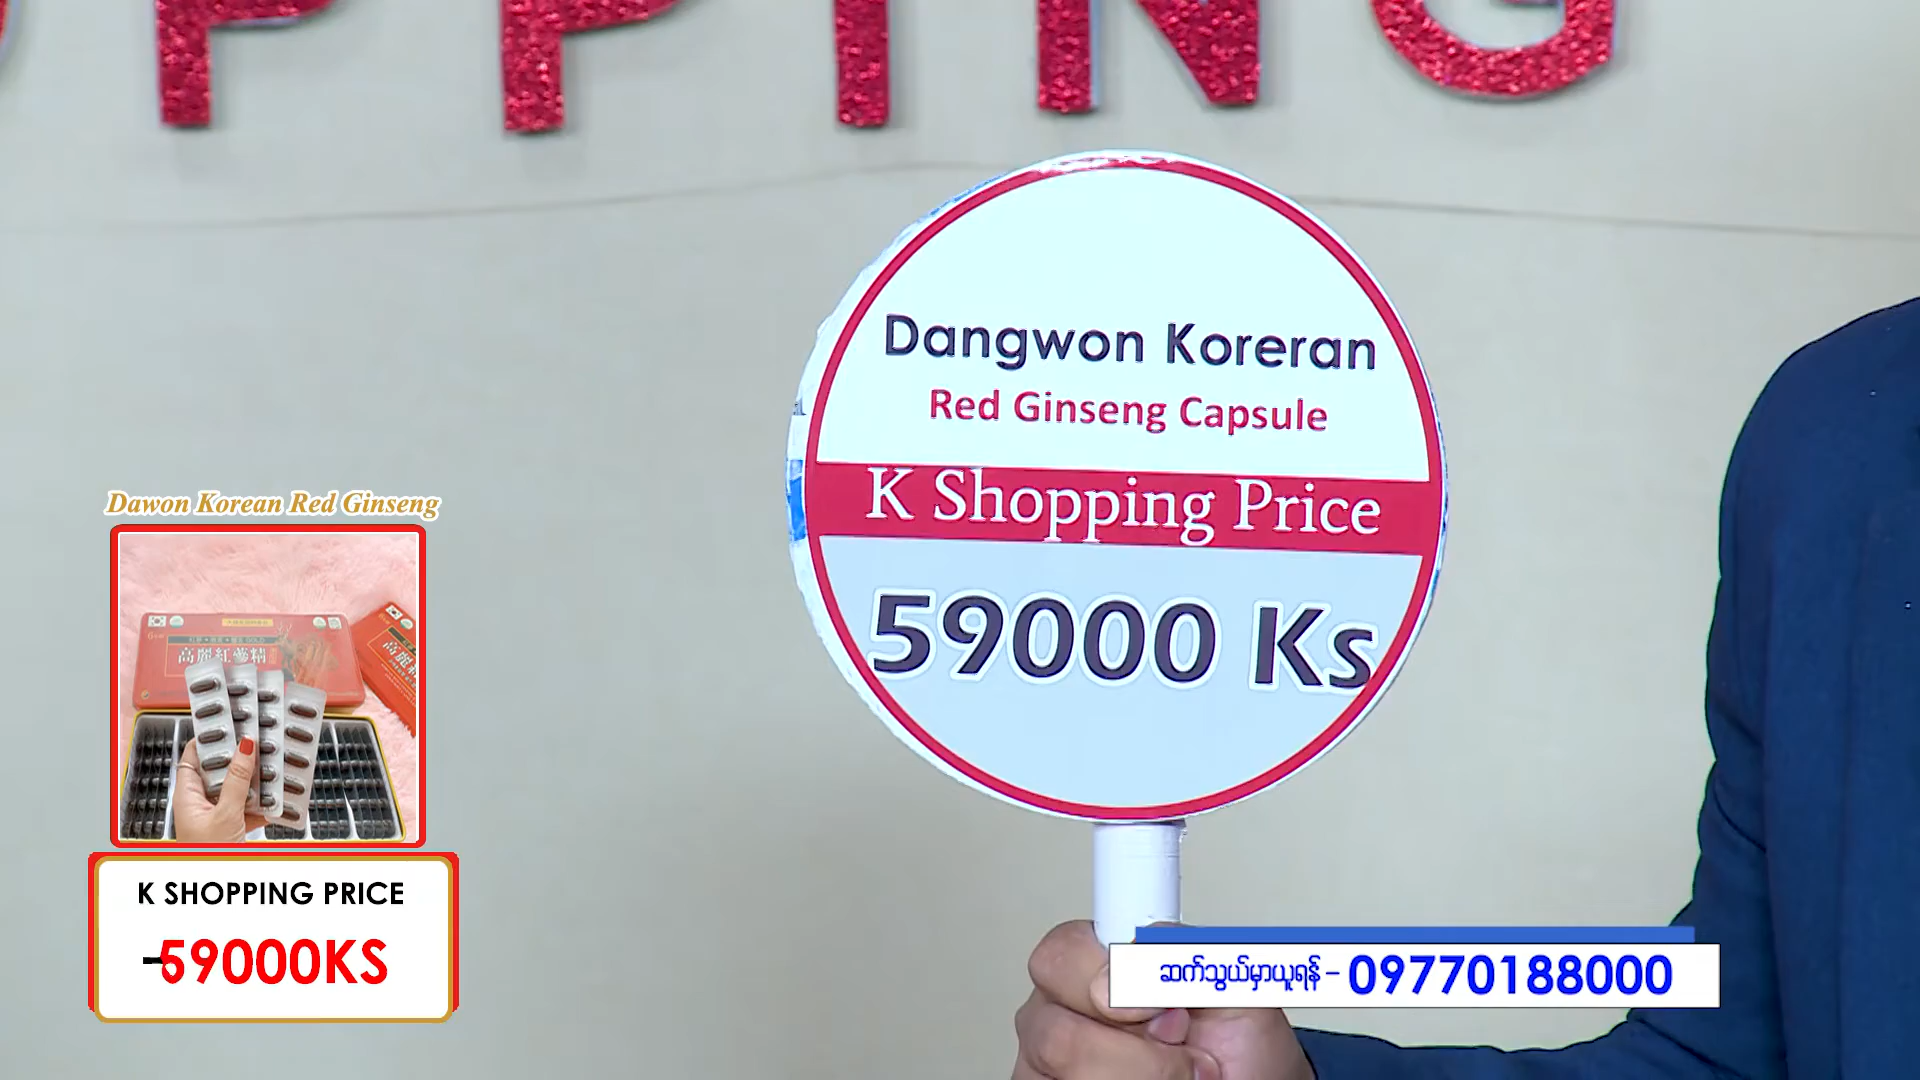 PPING
Dangwon Koreran
Red Ginseng Capsule
K Shopping Price
59000 Ks
Dawon Korean Red Ginseng
高麗紅蔘精
K SHOPPING PRICE
59000KS
ဆက်သွယ်မှာယူရန် – 09770188000